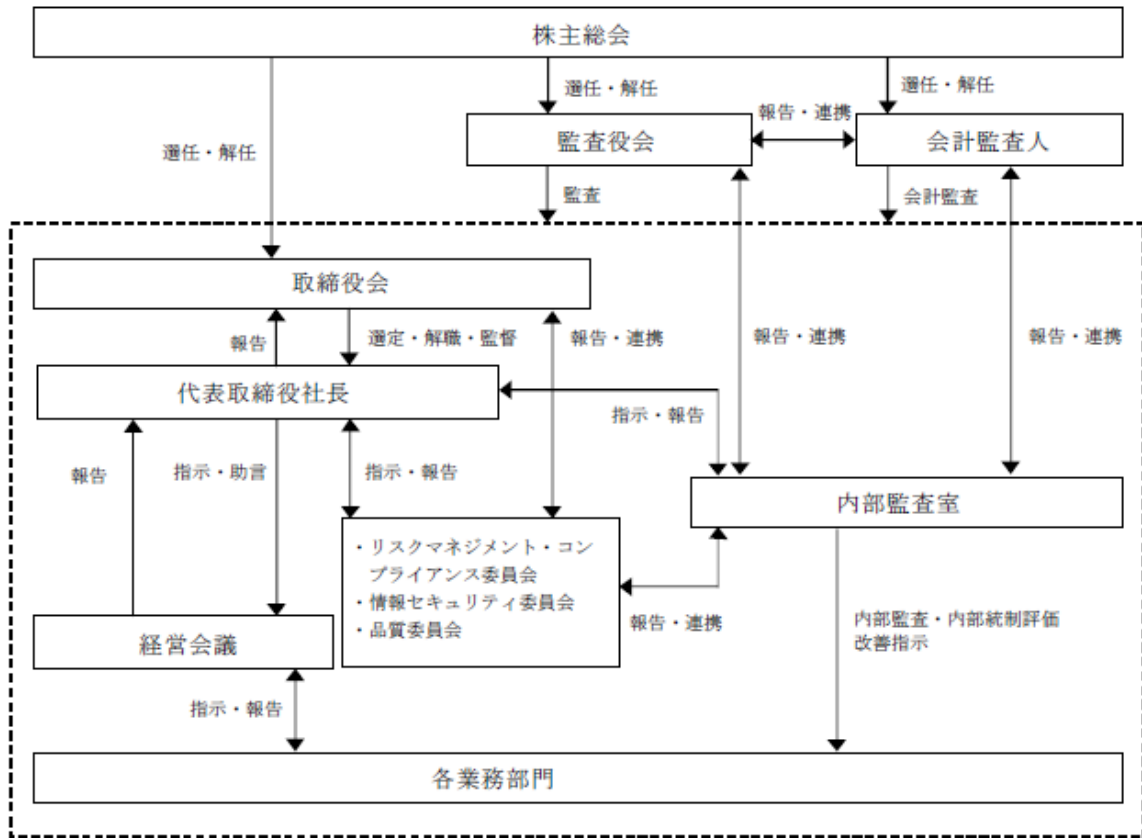 株主総会
選任・解任
選任・解任
選任・解任
報告・連携
監査役会
会計監査人
監査
会計監査
取締役会
報告
選定・解職・監督
報告・連携
報告・連携
報告・連携
代表取締役社長
指示・報告
報告
指示・助言
指示・報告
内部監査室
・リスクマネジメント・コン
プライアンス委員会
・情報セキュリティ委員会
・品質委員会
報告・連携
内部監査・内部統制評価
改善指示
経営会議
指示・報告
各業務部門